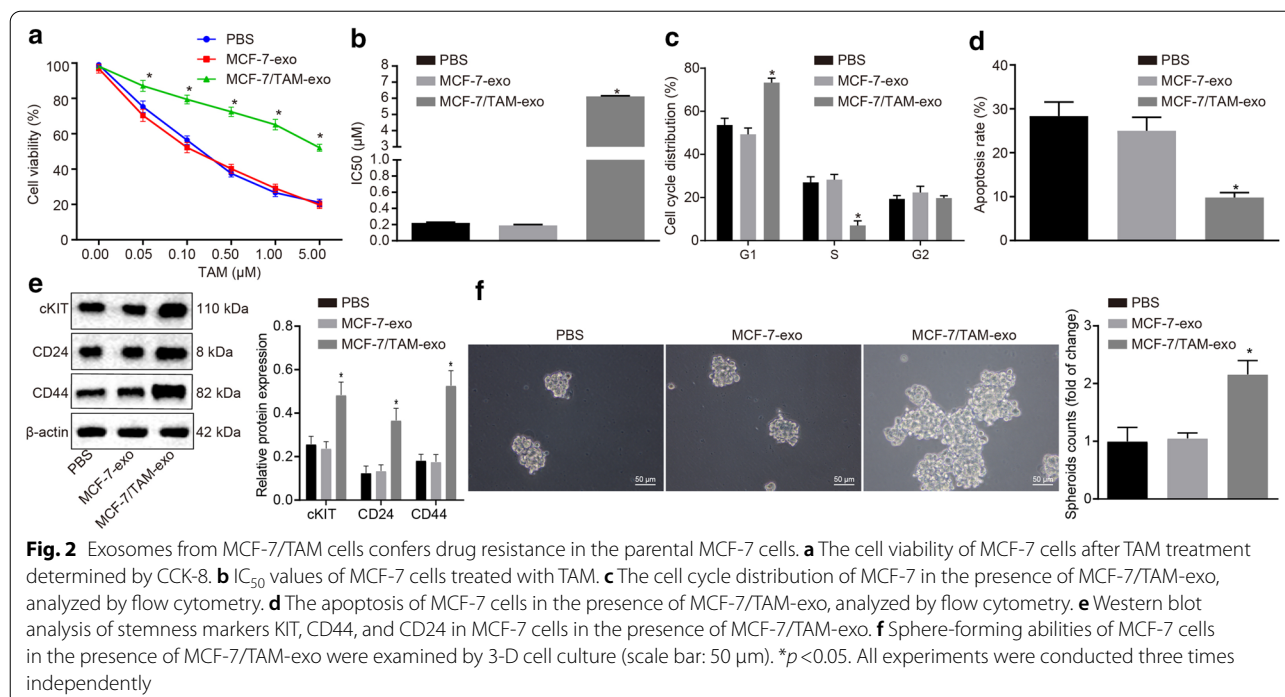 a
PBS
MCF-7-exo
MCF-7/TAM-exo
Cell viability (%)
100
80
60
40
20
0
* * * * *
0.00 0.05 0.10 0.50 1.00 5.00
TAM (μM)
b
PBS
MCF-7-exo
MCF-7/TAM-exo
IC50 (μM)
8
7
6
5
4
3
2
1.0
0.8
0.6
0.4
0.2
0.0
*
c
PBS
MCF-7-exo
MCF-7/TAM-exo
Cell cycle distribution (%)
80
60
40
20
0
* *
G1 S G2
d
PBS
MCF-7-exo
MCF-7/TAM-exo
Apoptosis rate (%)
40
30
20
10
0
*
e
cKIT 110 kDa
CD24 8 kDa
CD44 82 kDa
β-actin 42 kDa
PBS
MCF-7-exo
MCF-7/TAM-exo
PBS
MCF-7-exo
MCF-7/TAM-exo
Relative protein expression
0.8
0.6
0.4
0.2
0.0
* * *
cKIT CD24 CD44
f
PBS MCF-7-exo MCF-7/TAM-exo
50 μm 50 μm 50 μm
PBS
MCF-7-exo
MCF-7/TAM-exo
Spheroids counts (fold of change)
3
2
1
0
*
Fig. 2 Exosomes from MCF-7/TAM cells confers drug resistance in the parental MCF-7 cells. a The cell viability of MCF-7 cells after TAM treatment
determined by CCK-8. b IC50 values of MCF-7 cells treated with TAM. c The cell cycle distribution of MCF-7 in the presence of MCF-7/TAM-exo,
analyzed by flow cytometry. d The apoptosis of MCF-7 cells in the presence of MCF-7/TAM-exo, analyzed by flow cytometry. e Western blot
analysis of stemness markers KIT, CD44, and CD24 in MCF-7 cells in the presence of MCF-7/TAM-exo. f Sphere-forming abilities of MCF-7 cells
in the presence of MCF-7/TAM-exo were examined by 3-D cell culture (scale bar: 50 μm). *p <0.05. All experiments were conducted three times
independently